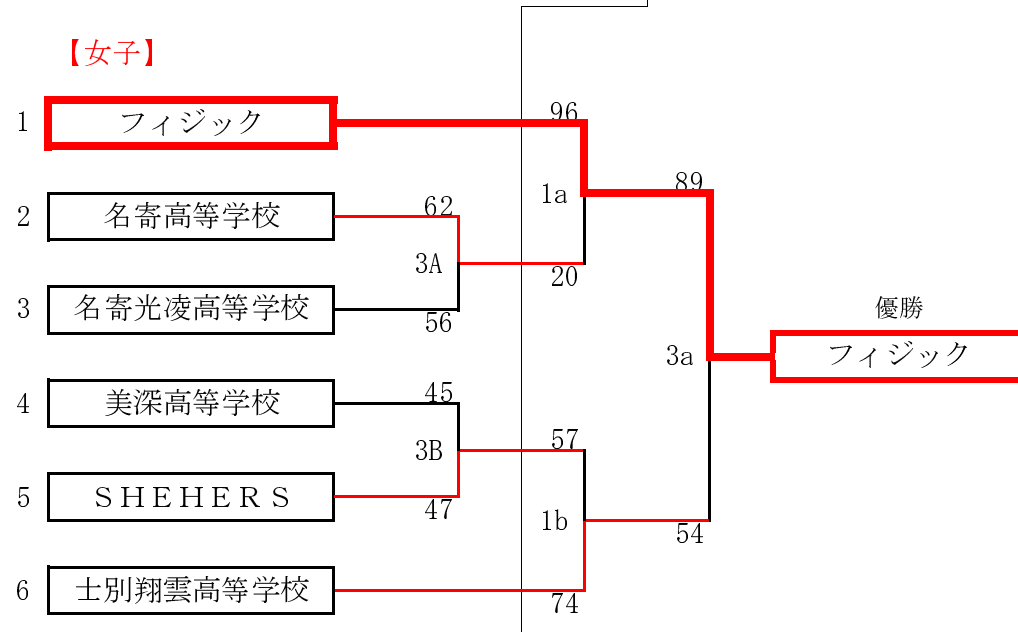 【女子】
1 フィジック
96
1a
89
2 名寄高等学校
62
3A
20
3 名寄光凌高等学校
56
優勝
3a フィジック
4 美深高等学校
45
3B
57
5 ＳＨＥＨＥＲＳ
47
1b
54
6 士別翔雲高等学校
74